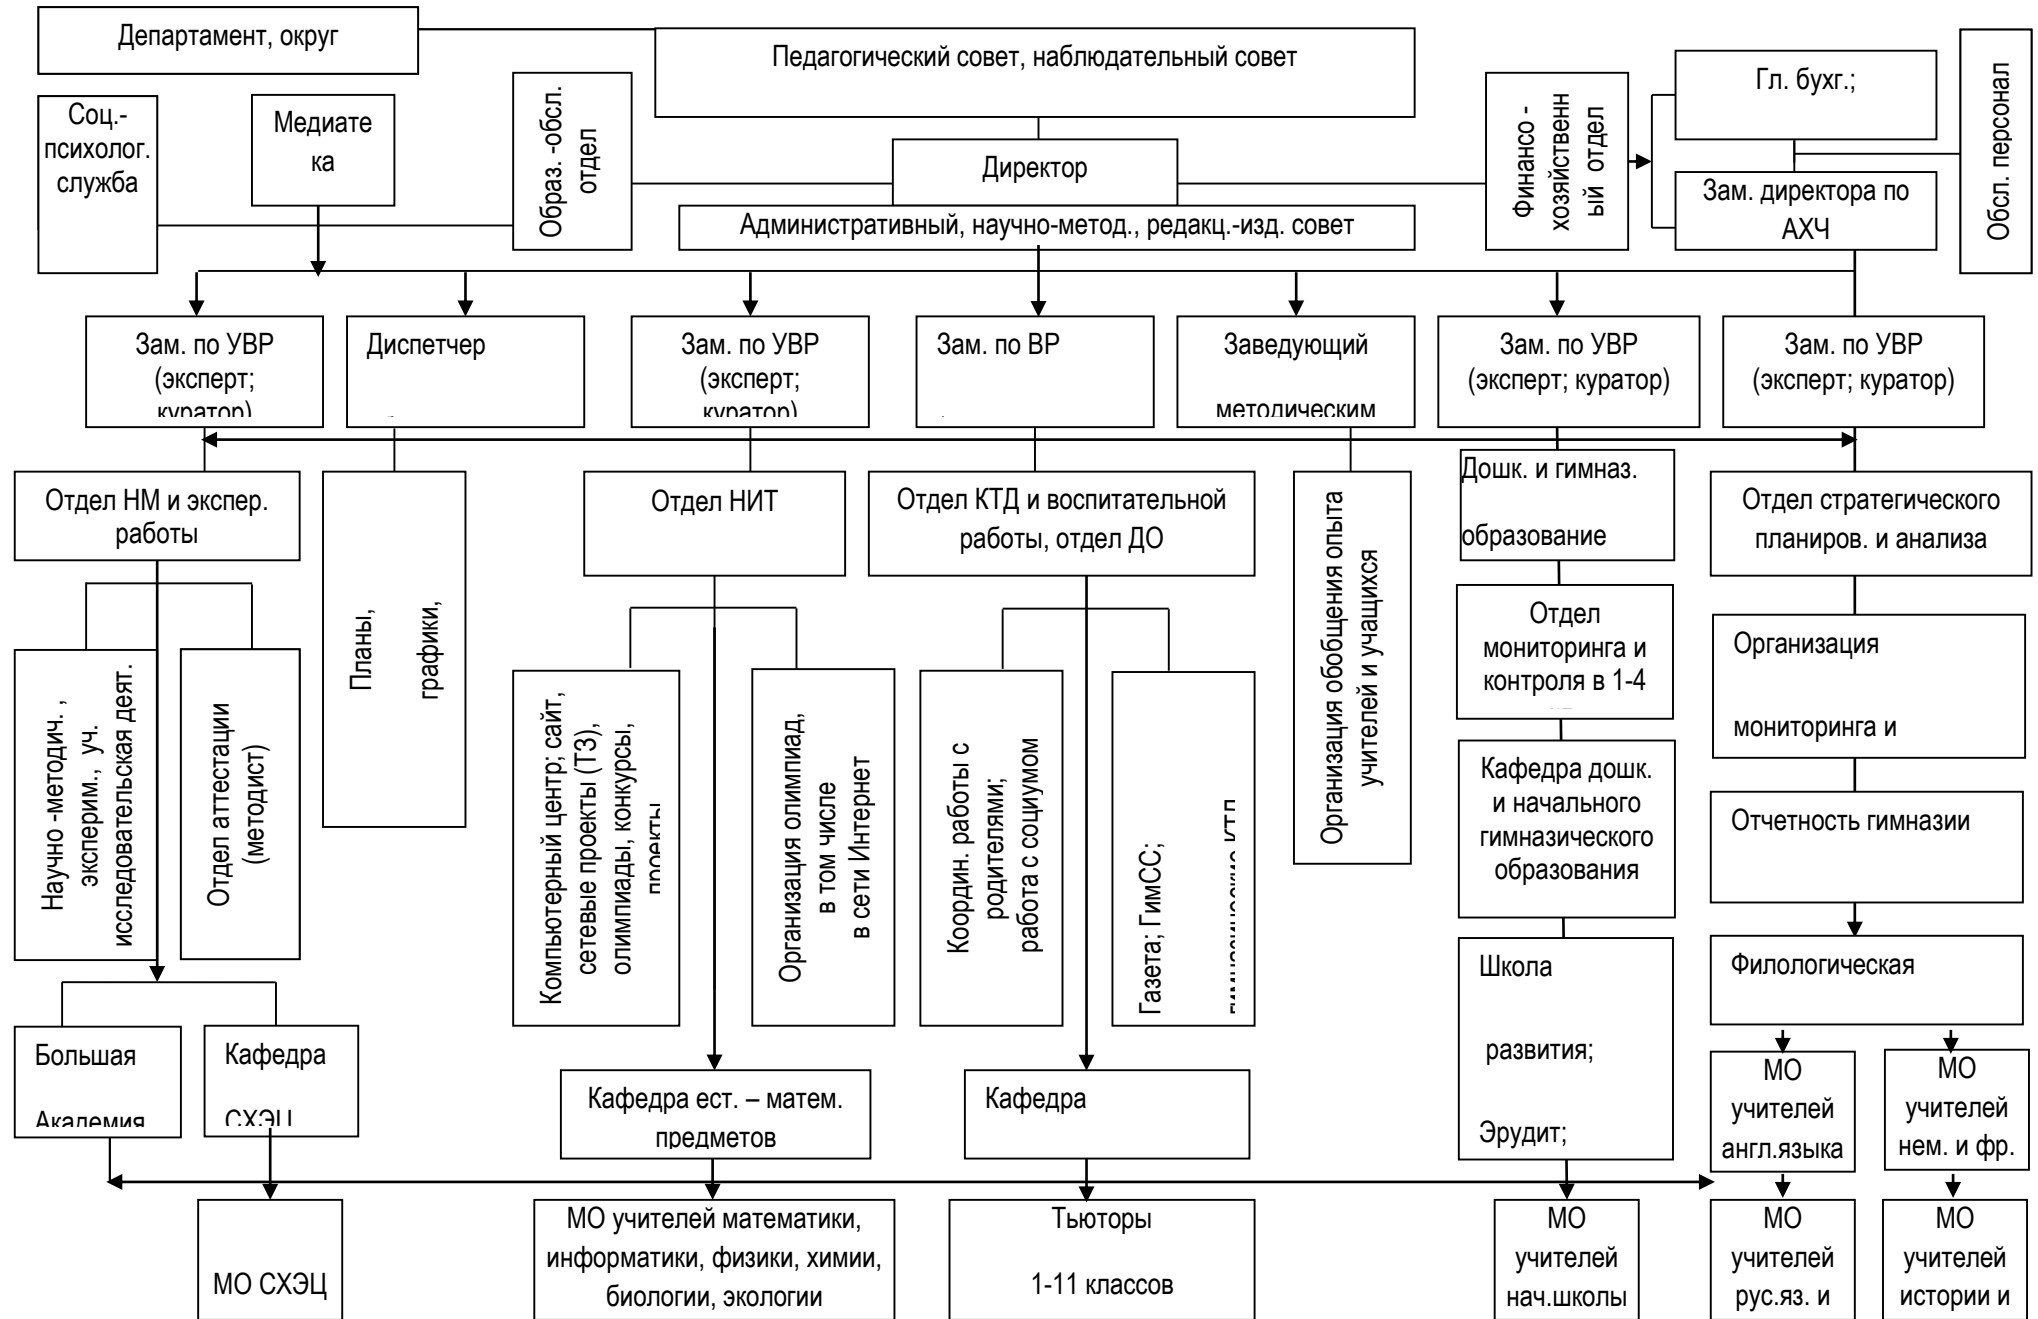 Департамент, округ
Педагогический совет, наблюдательный совет
Гл. бухг.;
Соц.-
психолог.
служба
Медиате
ка
Образ. -обсл.
отдел
Директор
Финансо -
хозяйственн
ый отдел
Зам. директора по
АХЧ
Обсл. персонал
Административный, научно-метод., редакц.-изд. совет
Зам. по УВР
(эксперт;
куратор)
Диспетчер
Зам. по УВР
(эксперт;
куратор)
Зам. по ВР
Заведующий
методическим
Зам. по УВР
(эксперт; куратор)
Зам. по УВР
(эксперт; куратор)
Отдел НМ и экспер.
работы
Планы,
графики,
Отдел НИТ
Отдел КТД и воспитательной
работы, отдел ДО
Организация обобщения опыта
учителей и учащихся
Дошк. и гимназ.
образование
Отдел стратегического
планиров. и анализа
Научно -методич. ,
эксперим., уч.
исследовательская деят.
Отдел аттестации
(методист)
Компьютерный центр; сайт,
сетевые проекты (ТЗ),
олимпиады, конкурсы,
проекты
Организация олимпиад,
в том числе
в сети Интернет
Координ. работы с
родителями;
работа с социумом
Газета; ГимСС;
гимназические КТД
Отдел
мониторинга и
контроля в 1-4
Организация
мониторинга и
Кафедра дошк.
и начального
гимназического
образования
Отчетность гимназии
Школа
развития;
Эрудит;
Филологическая
Большая
Академия
Кафедра
СХЭЦ
Кафедра ест. – матем.
предметов
Кафедра
МО
учителей
англ.языка
МО
учителей
нем. и фр.
МО СХЭЦ
МО учителей математики,
информатики, физики, химии,
биологии, экологии
Тьюторы
1-11 классов
МО
учителей
нач.школы
МО
учителей
рус.яз. и
МО
учителей
истории и